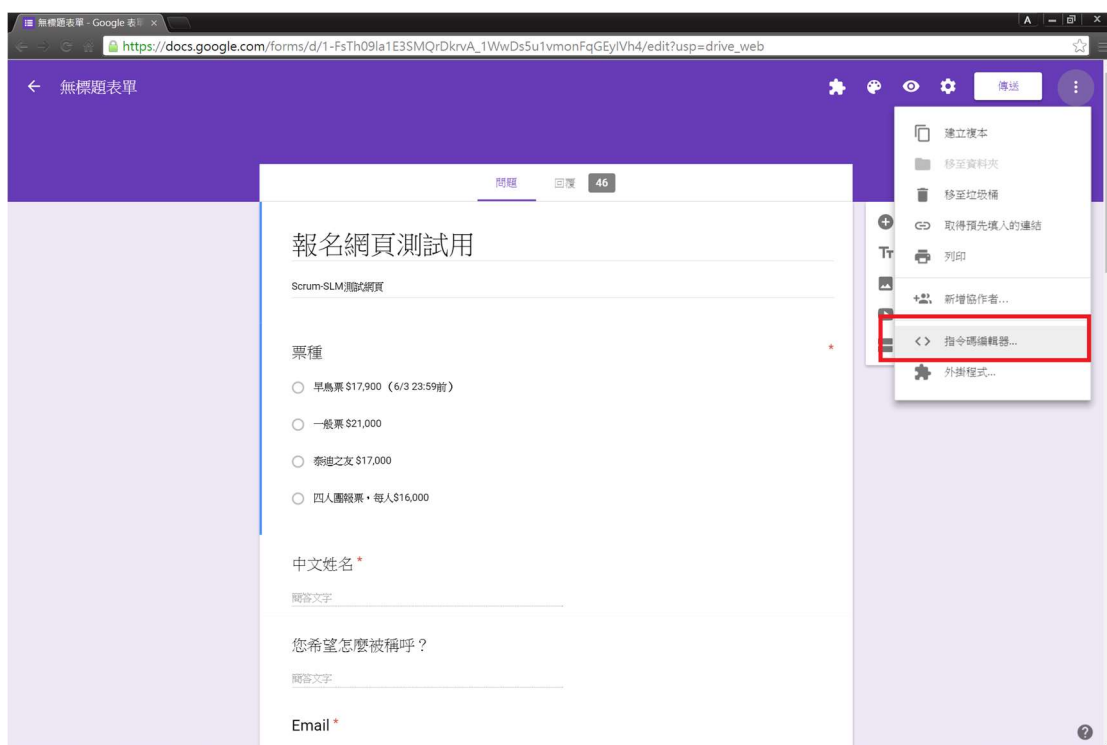 無標題表單 - Google 表單
https://docs.google.com/forms/d/1-FsTh09la1E3SMQrDkrvA_1WwDs5u1vmonFqGEyIVh4/edit?usp=drive_web
無標題表單
傳送
建立複本
移至資料夾
移至垃圾桶
取得預先填入的連結
列印
新增協作者...
指令碼編輯器...
外掛程式...
問題
回覆 46
報名網頁測試用
Scrum-SLM測試網頁
票種 *
早鳥票 $17,900（6/3 23:59前）
一般票 $21,000
泰迪之友 $17,000
四人團報票，每人$16,000
中文姓名 *
簡答文字
您希望怎麼被稱呼？
簡答文字
Email *
Tт